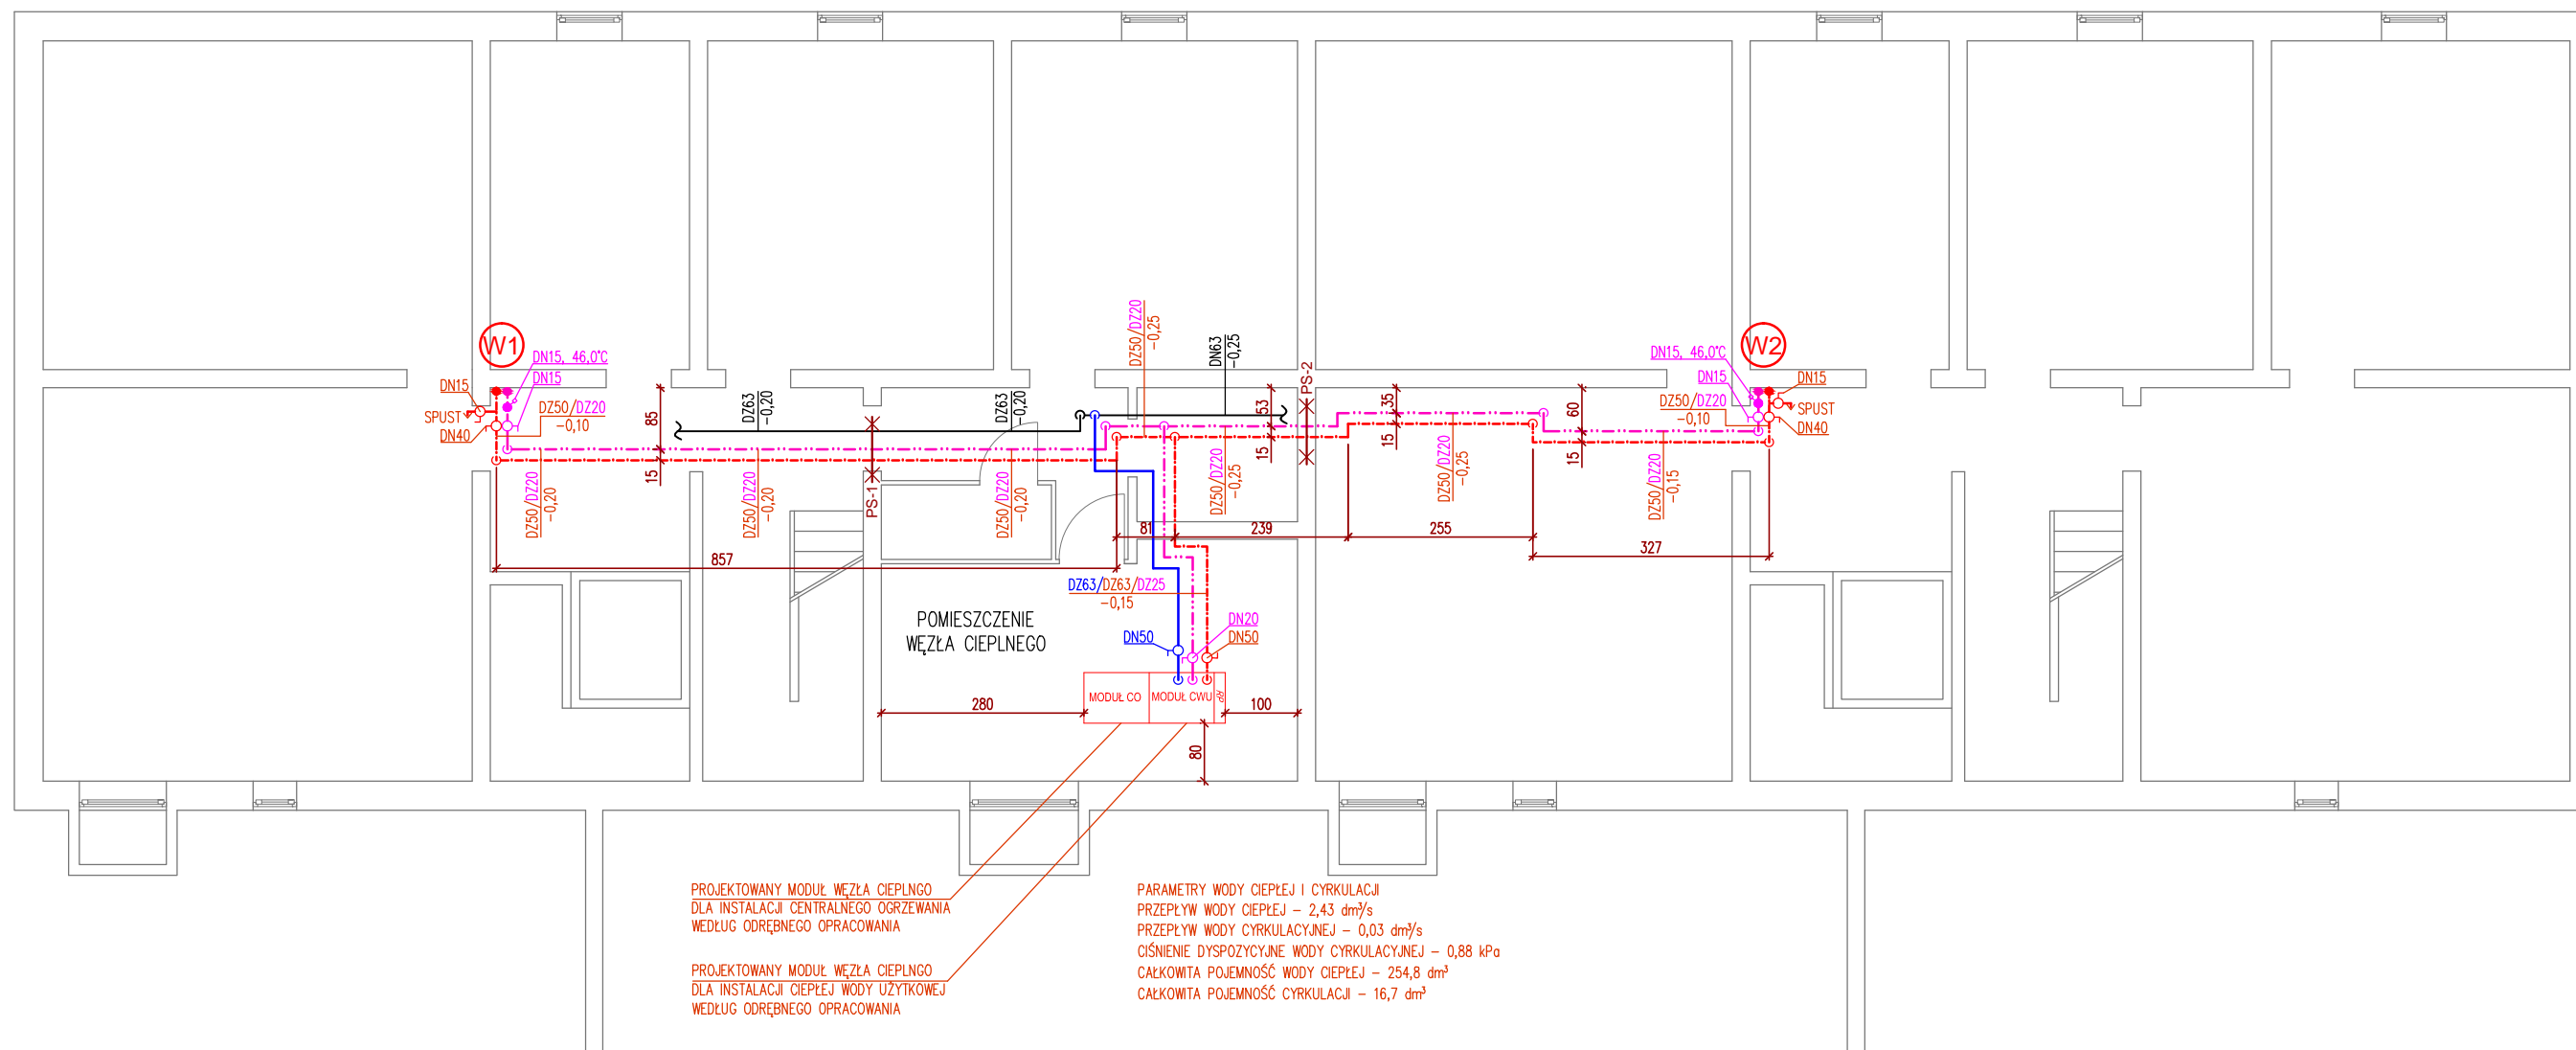 W1
DN15, 46,0°C
DN15
DN15
SPUST
DN40
DZ50/DZ20
-0,10
85
15
DZ63
-0,20
DZ63
-0,20
DZ50/DZ20
-0,25
DN63
-0,25
53
15
PS-2
35
15
60
15
W2
DN15, 46,0°C
DN15
DN15
SPUST
DN40
DZ50/DZ20
-0,10
DZ50/DZ20
-0,20
DZ50/DZ20
-0,20
PS-1
DZ50/DZ20
-0,20
DZ50/DZ20
-0,25
DZ50/DZ20
-0,25
DZ50/DZ20
-0,15
857
81
239
255
327
DZ63/DZ63/DZ25
-0,15
POMIESZCZENIE
WĘZŁA CIEPLNEGO
DN50
DN20
DN50
MODUŁ CO
MODUŁ CWU
RP
280
100
80
PROJEKTOWANY MODUŁ WĘZŁA CIEPLNGO
DLA INSTALACJI CENTRALNEGO OGRZEWANIA
WEDŁUG ODRĘBNEGO OPRACOWANIA
PROJEKTOWANY MODUŁ WĘZŁA CIEPLNGO
DLA INSTALACJI CIEPŁEJ WODY UŻYTKOWEJ
WEDŁUG ODRĘBNEGO OPRACOWANIA
PARAMETRY WODY CIEPŁEJ I CYRKULACJI
PRZEPŁYW WODY CIEPŁEJ - 2,43 dm³/s
PRZEPŁYW WODY CYRKULACYJNEJ - 0,03 dm³/s
CIŚNIENIE DYSPOZYCYJNE WODY CYRKULACYJNEJ - 0,88 kPa
CAŁKOWITA POJEMNOŚĆ WODY CIEPŁEJ - 254,8 dm³
CAŁKOWITA POJEMNOŚĆ CYRKULACJI - 16,7 dm³